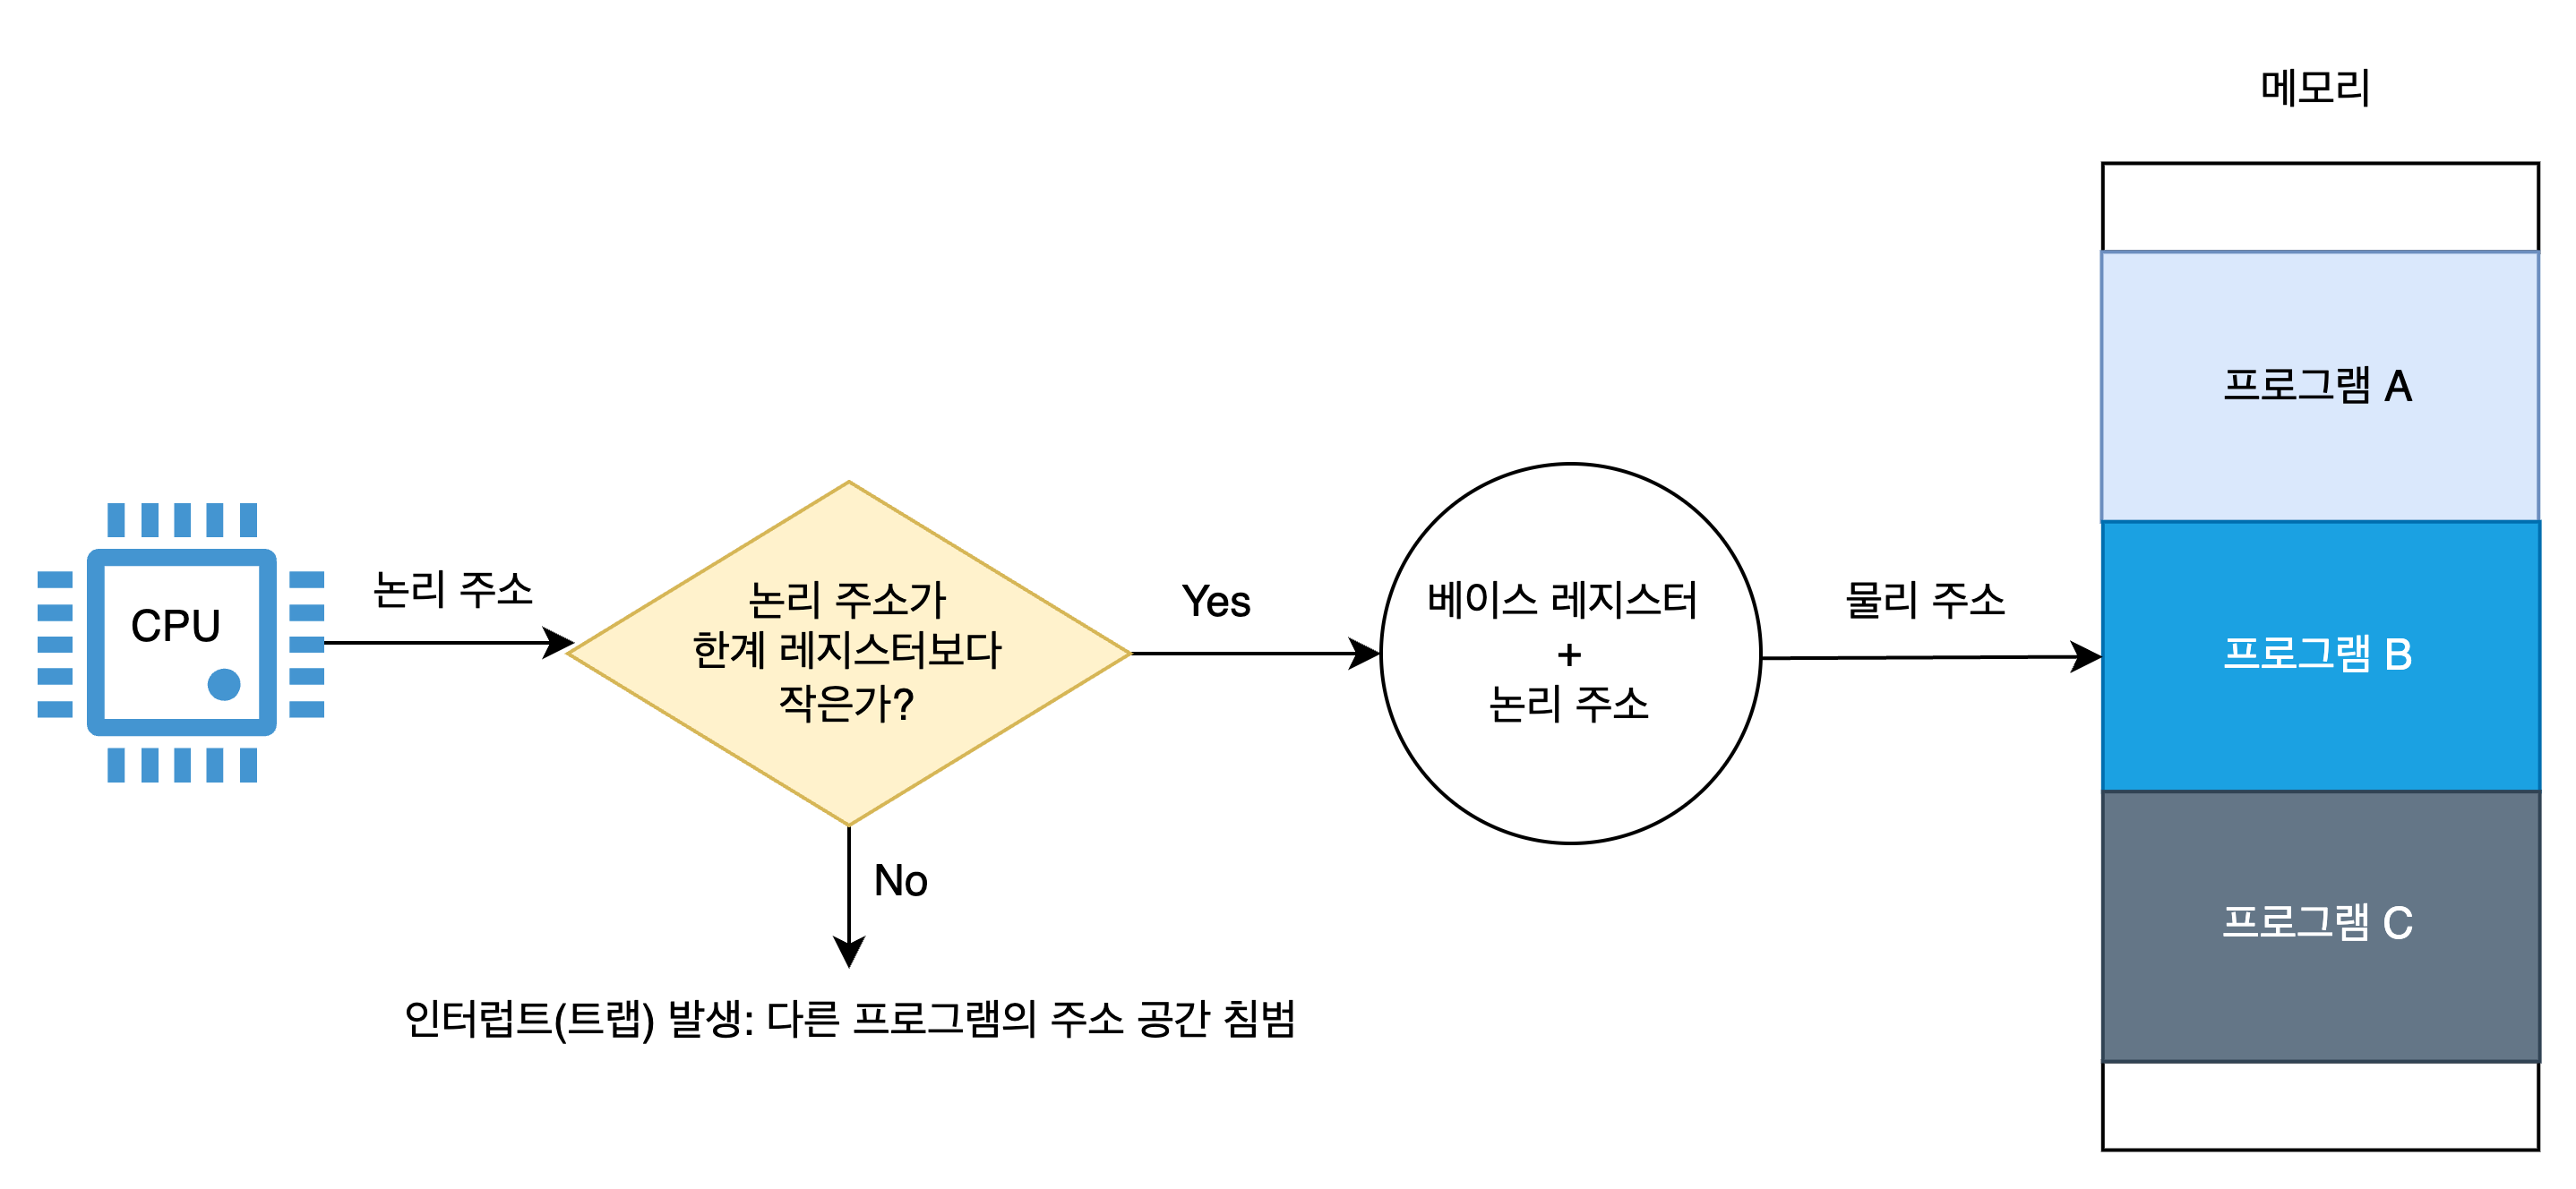 메모리
프로그램 A
CPU
논리 주소
논리 주소가
한계 레지스터보다
작은가?
Yes
베이스 레지스터
+
논리 주소
물리 주소
프로그램 B
No
프로그램 C
인터럽트(트랩) 발생: 다른 프로그램의 주소 공간 침범